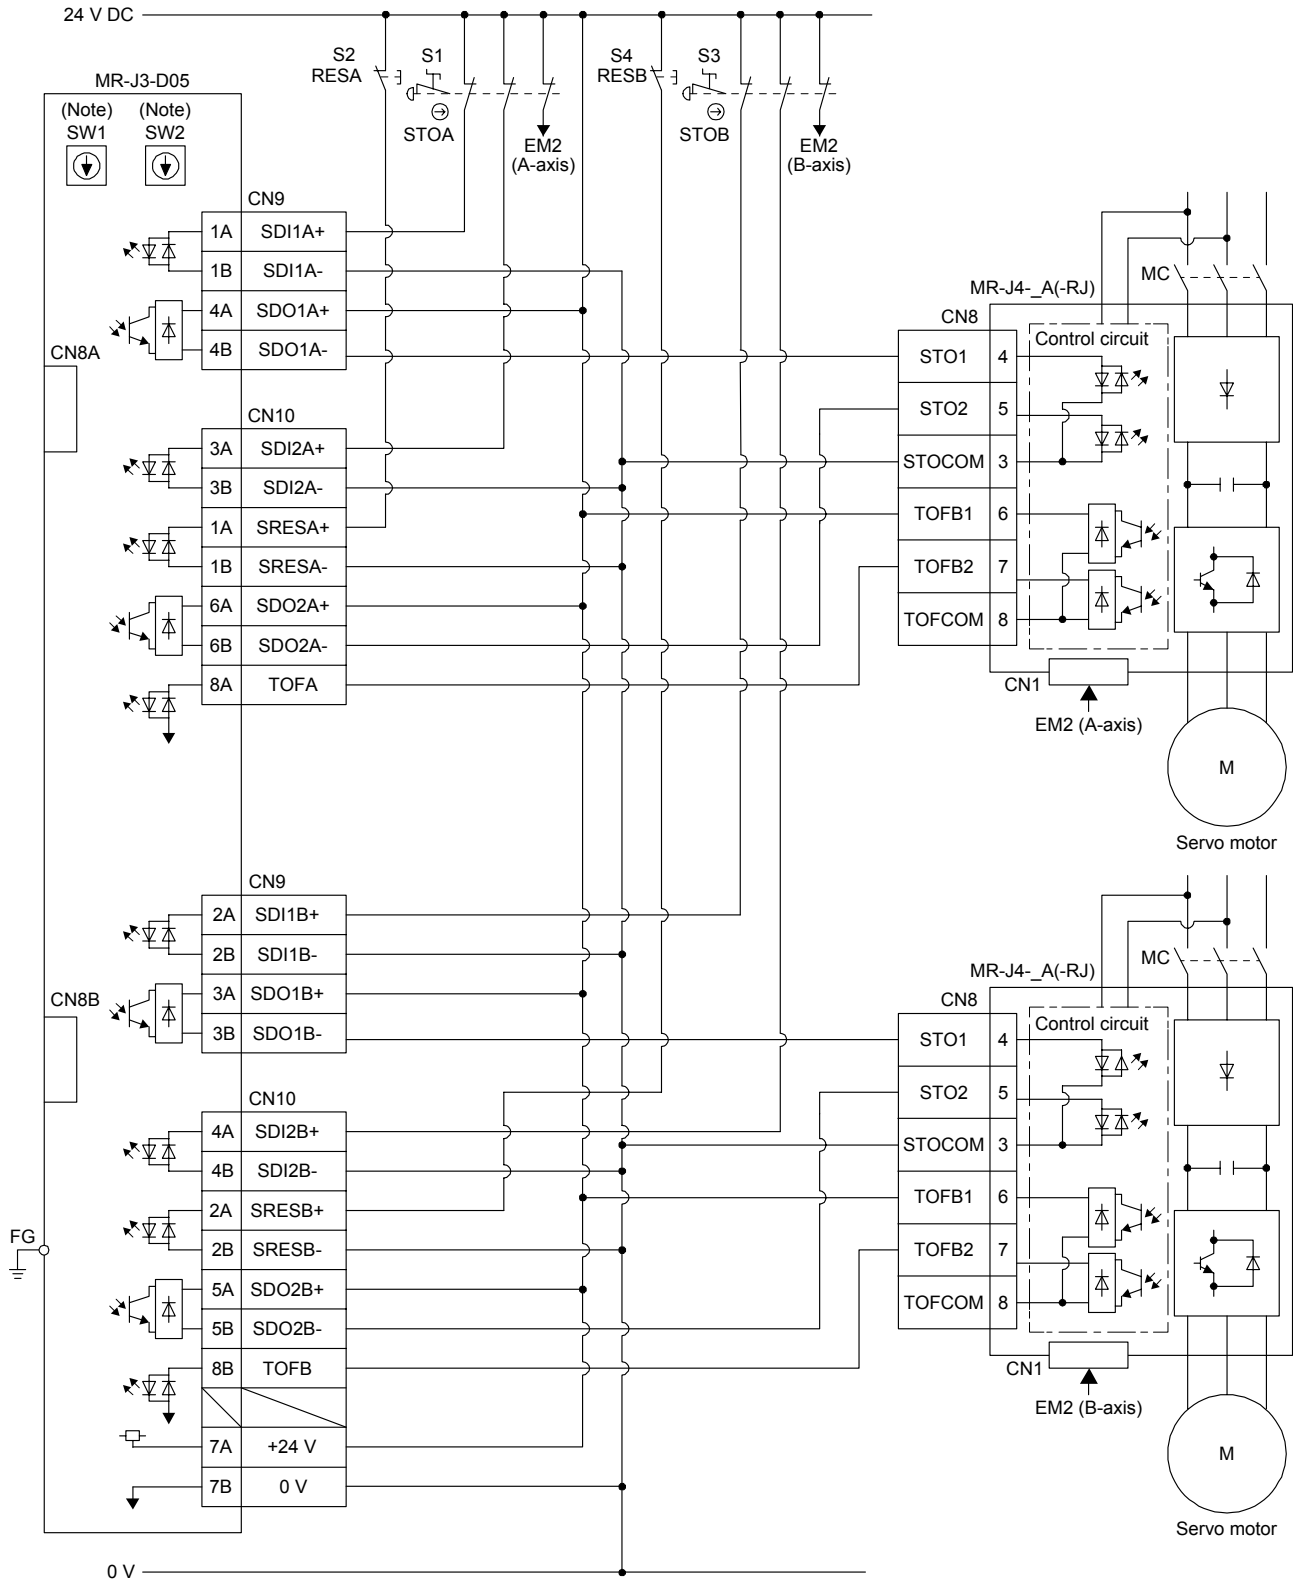 24 V DC
MR-J3-D05
(Note) (Note)
SW1 SW2
S2
RESA
S1
STOA
EM2
(A-axis)
S4
RESB
S3
STOB
EM2
(B-axis)
CN9
1A SDI1A+
1B SDI1A-
4A SDO1A+
4B SDO1A-
CN8A
CN10
3A SDI2A+
3B SDI2A-
1A SRESA+
1B SRESA-
6A SDO2A+
6B SDO2A-
8A TOFA
MC
MR-J4-_A(-RJ)
CN8
Control circuit
STO1 4
STO2 5
STOCOM 3
TOFB1 6
TOFB2 7
TOFCOM 8
CN1
EM2 (A-axis)
M
Servo motor
CN9
2A SDI1B+
2B SDI1B-
3A SDO1B+
3B SDO1B-
CN8B
CN10
4A SDI2B+
4B SDI2B-
2A SRESB+
2B SRESB-
5A SDO2B+
5B SDO2B-
8B TOFB
7A +24 V
7B 0 V
FG
MC
MR-J4-_A(-RJ)
CN8
Control circuit
STO1 4
STO2 5
STOCOM 3
TOFB1 6
TOFB2 7
TOFCOM 8
CN1
EM2 (B-axis)
M
Servo motor
0 V